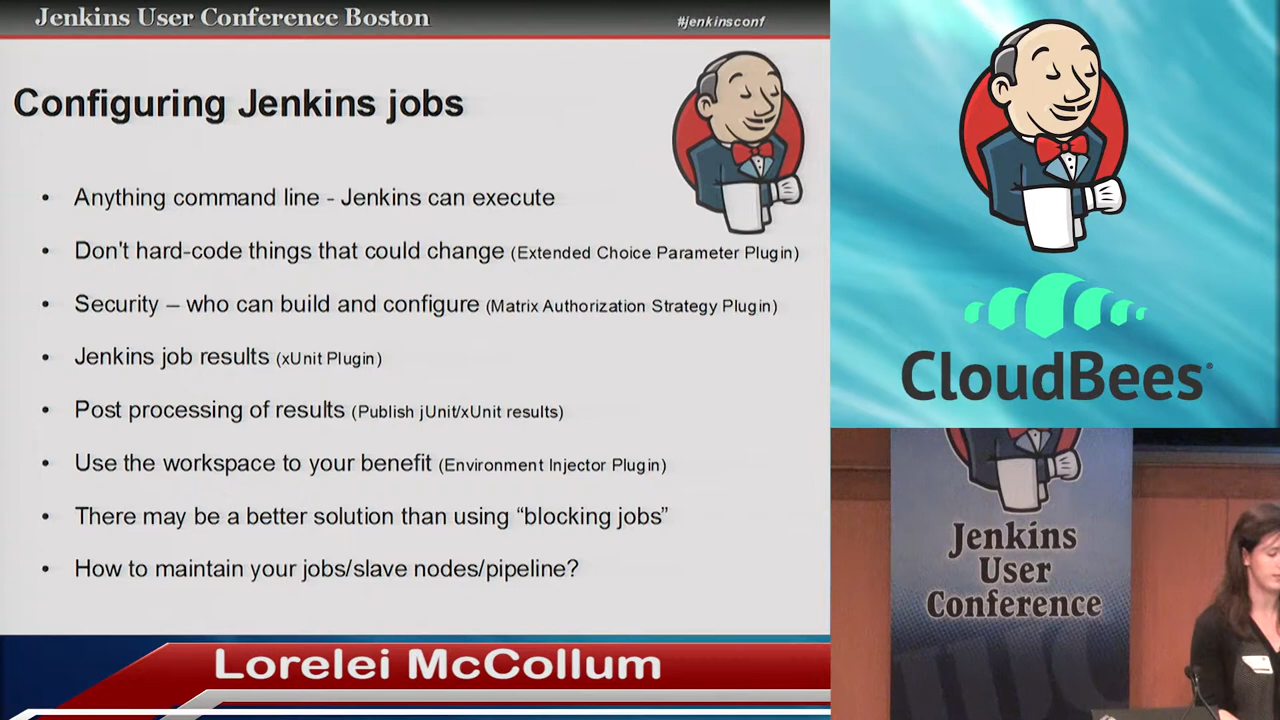 Jenkins User Conference Boston
#jenkinsconf
Configuring Jenkins jobs
• Anything command line - Jenkins can execute
• Don't hard-code things that could change (Extended Choice Parameter Plugin)
• Security – who can build and configure (Matrix Authorization Strategy Plugin)
• Jenkins job results (xUnit Plugin)
• Post processing of results (Publish jUnit/xUnit results)
• Use the workspace to your benefit (Environment Injector Plugin)
• There may be a better solution than using “blocking jobs”
• How to maintain your jobs/slave nodes/pipeline?
Lorelei McCollum
CloudBees®
Jenkins
User
Conference